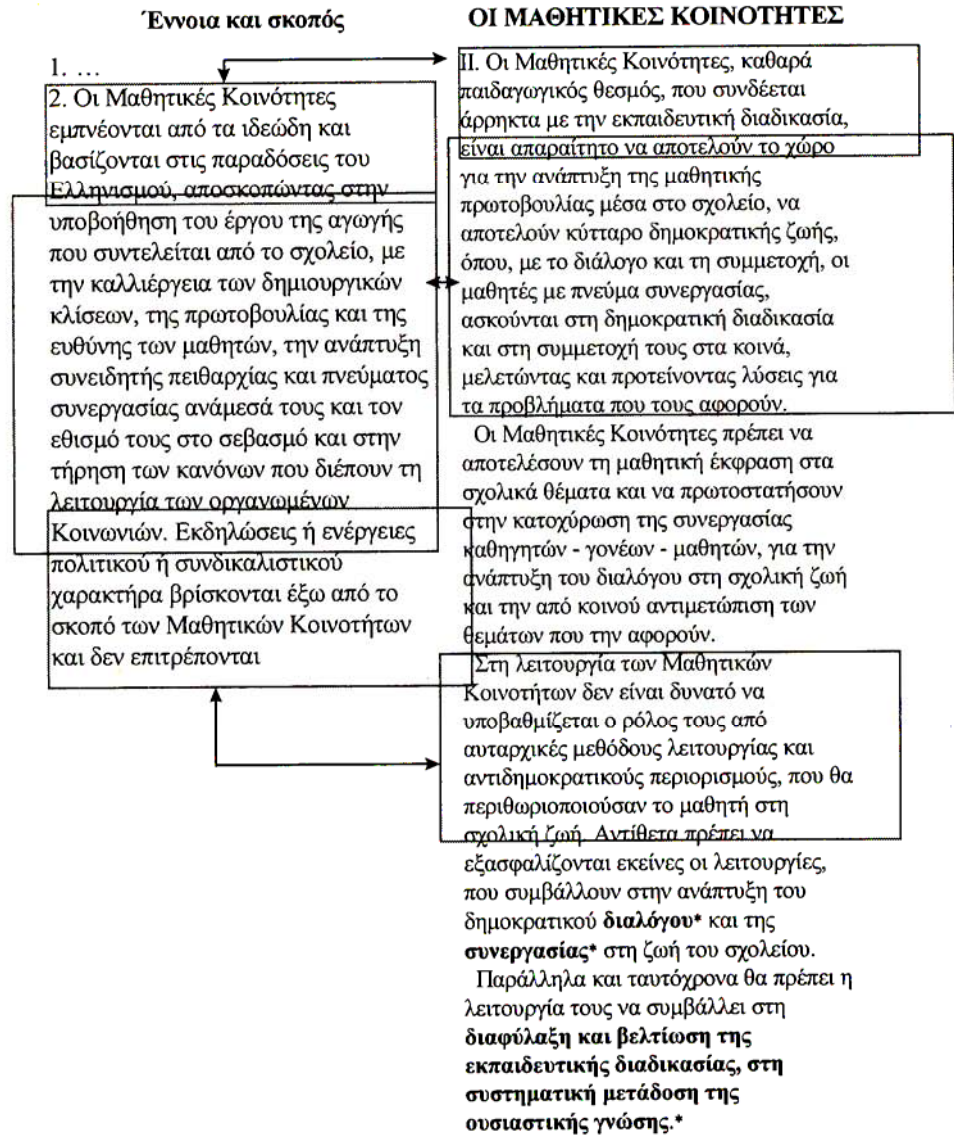 Έννοια και σκοπός
1. …
2. Οι Μαθητικές Κοινότητες
εμπνέονται από τα ιδεώδη και
βασίζονται στις παραδόσεις του
Ελληνισμού, αποσκοπώντας στην
υποβοήθηση του έργου της αγωγής
που συντελείται από το σχολείο, με
την καλλιέργεια των δημιουργικών
κλίσεων, της πρωτοβουλίας και της
ευθύνης των μαθητών, την ανάπτυξη
συνειδητής πειθαρχίας και πνεύματος
συνεργασίας ανάμεσά τους και τον
εθισμό τους στο σεβασμό και στην
τήρηση των κανόνων που διέπουν τη
λειτουργία των οργανωμένων
Κοινωνιών. Εκδηλώσεις ή ενέργειες
πολιτικού ή συνδικαλιστικού
χαρακτήρα βρίσκονται έξω από το
σκοπό των Μαθητικών Κοινοτήτων
και δεν επιτρέπονται
ΟΙ ΜΑΘΗΤΙΚΕΣ ΚΟΙΝΟΤΗΤΕΣ
ΙΙ. Οι Μαθητικές Κοινότητες, καθαρά
παιδαγωγικός θεσμός, που συνδέεται
άρρηκτα με την εκπαιδευτική διαδικασία,
είναι απαραίτητο να αποτελούν το χώρο
για την ανάπτυξη της μαθητικής
πρωτοβουλίας μέσα στο σχολείο, να
αποτελούν κύτταρο δημοκρατικής ζωής,
όπου, με το διάλογο και τη συμμετοχή, οι
μαθητές με πνεύμα συνεργασίας,
ασκούνται στη δημοκρατική διαδικασία
και στη συμμετοχή τους στα κοινά,
μελετώντας και προτείνοντας λύσεις για
τα προβλήματα που τους αφορούν.
Οι Μαθητικές Κοινότητες πρέπει να
αποτελέσουν τη μαθητική έκφραση στα
σχολικά θέματα και να πρωτοστατήσουν
στην κατοχύρωση της συνεργασίας
καθηγητών - γονέων - μαθητών, για την
ανάπτυξη του διαλόγου στη σχολική ζωή
και την από κοινού αντιμετώπιση των
θεμάτων που την αφορούν.
Στη λειτουργία των Μαθητικών
Κοινοτήτων δεν είναι δυνατό να
υποβαθμίζεται ο ρόλος τους από
αυταρχικές μεθόδους λειτουργίας και
αντιδημοκρατικούς περιορισμούς, που θα
περιθωριοποιούσαν το μαθητή στη
σχολική ζωή. Αντίθετα πρέπει να
εξασφαλίζονται εκείνες οι λειτουργίες,
που συμβάλλουν στην ανάπτυξη του
δημοκρατικού διαλόγου* και της
συνεργασίας* στη ζωή του σχολείου.
Παράλληλα και ταυτόχρονα θα πρέπει η
λειτουργία τους να συμβάλλει στη
διαφύλαξη και βελτίωση της
εκπαιδευτικής διαδικασίας, στη
συστηματική μετάδοση της
ουσιαστικής γνώσης.*